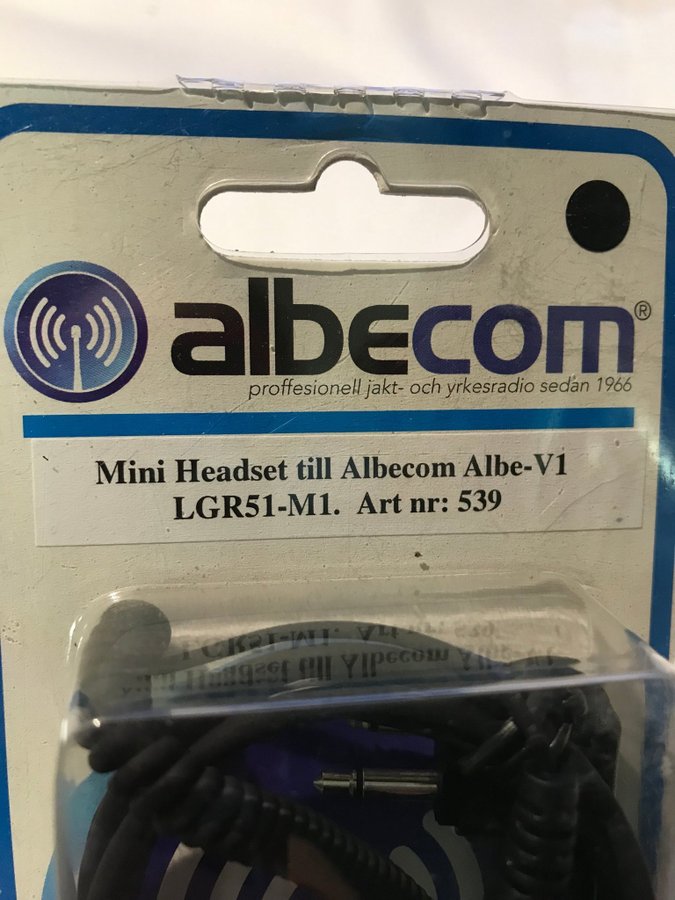 albecom®
proffesionell jakt- och yrkesradio sedan 1966
Mini Headset till Albecom Albe-V1
LGR51-M1. Art nr: 539